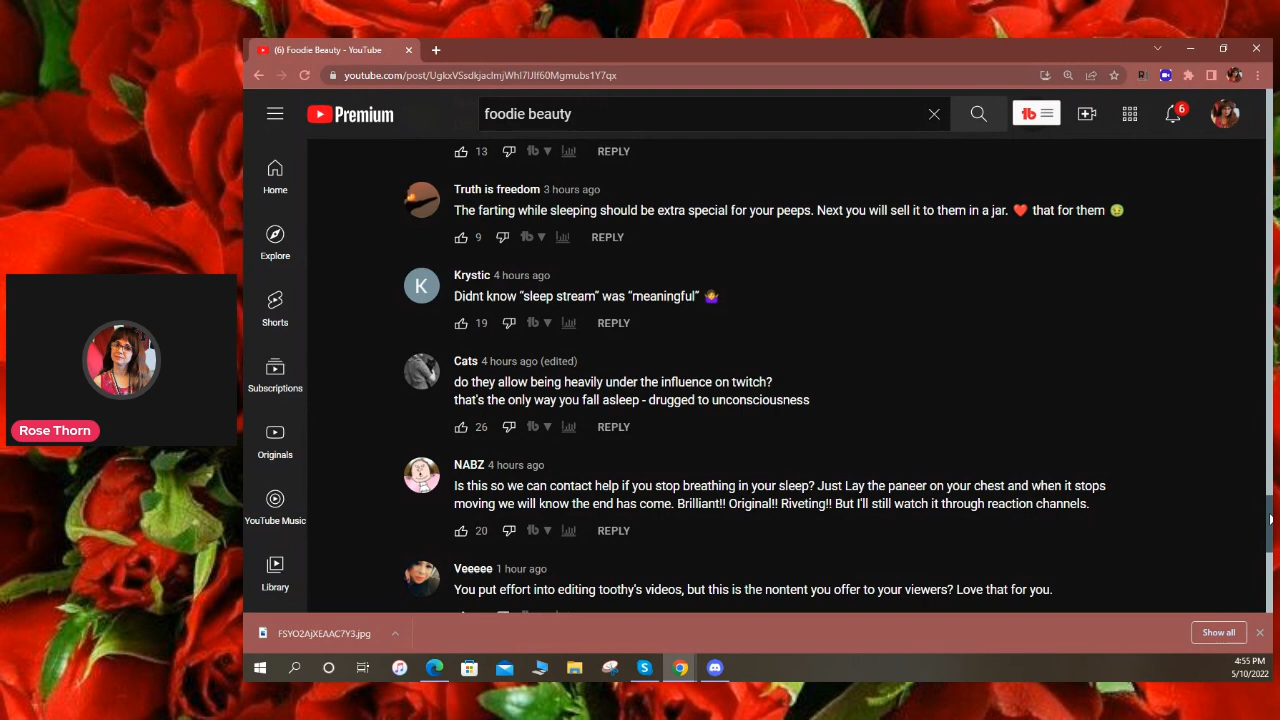 (6) Foodie Beauty - YouTube
Premium
foodie beauty
tb
6
Home
Explore
Shorts
Subscriptions
Originals
YouTube Music
Library
13
REPLY
Truth is freedom 3 hours ago
The farting while sleeping should be extra special for your peeps. Next you will sell it to them in a jar. ❤️ that for them 🤢
9
REPLY
K
Krystic 4 hours ago
Didnt know “sleep stream” was “meaningful” 🤷‍♀️
19
REPLY
Cats 4 hours ago (edited)
do they allow being heavily under the influence on twitch?
that's the only way you fall asleep - drugged to unconsciousness
26
REPLY
NABZ 4 hours ago
Is this so we can contact help if you stop breathing in your sleep? Just Lay the paneer on your chest and when it stops
moving we will know the end has come. Brilliant!! Original!! Riveting!! But I'll still watch it through reaction channels.
20
REPLY
Veeeee 1 hour ago
You put effort into editing toothy's videos, but this is the nontent you offer to your viewers? Love that for you.
Rose Thorn
FSYO2AjXEAAC7Y3.jpg
Show all
4:55 PM
5/10/2022